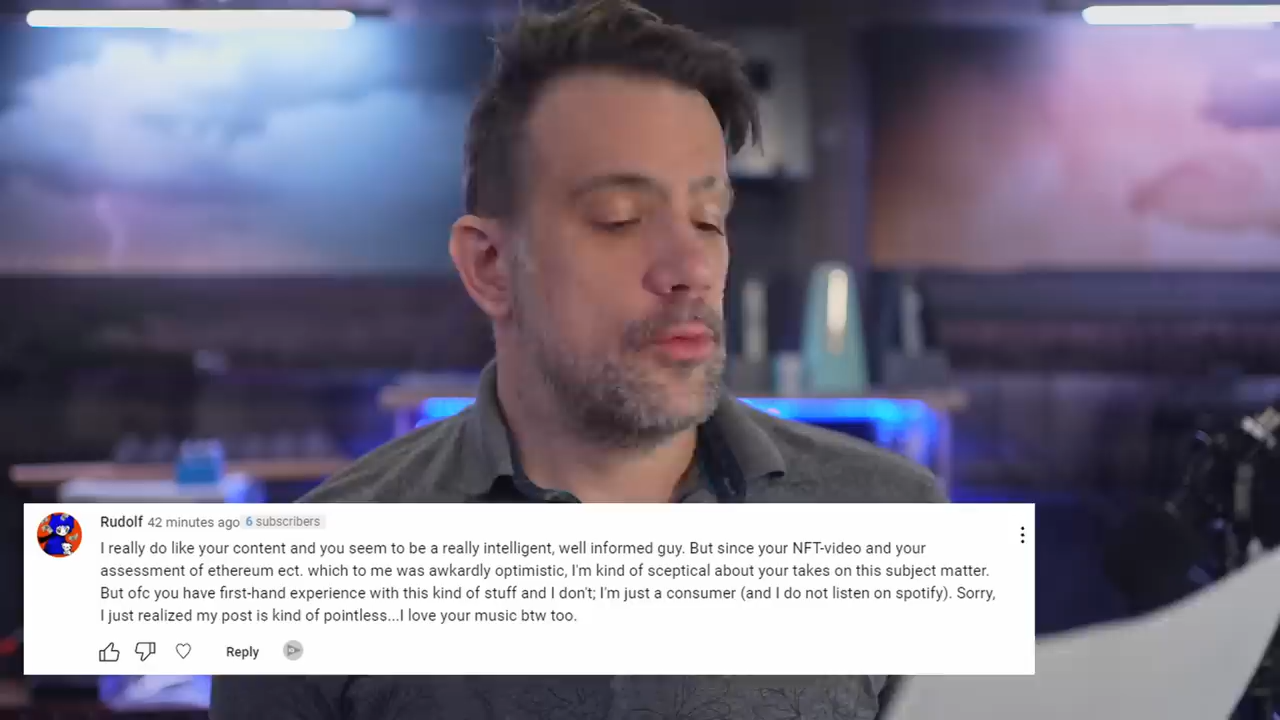 Rudolf 42 minutes ago 6 subscribers
I really do like your content and you seem to be a really intelligent, well informed guy. But since your NFT-video and your
assessment of ethereum ect. which to me was awkardly optimistic, I'm kind of sceptical about your takes on this subject matter.
But ofc you have first-hand experience with this kind of stuff and I don't; I'm just a consumer (and I do not listen on spotify). Sorry,
I just realized my post is kind of pointless...I love your music btw too.
Reply